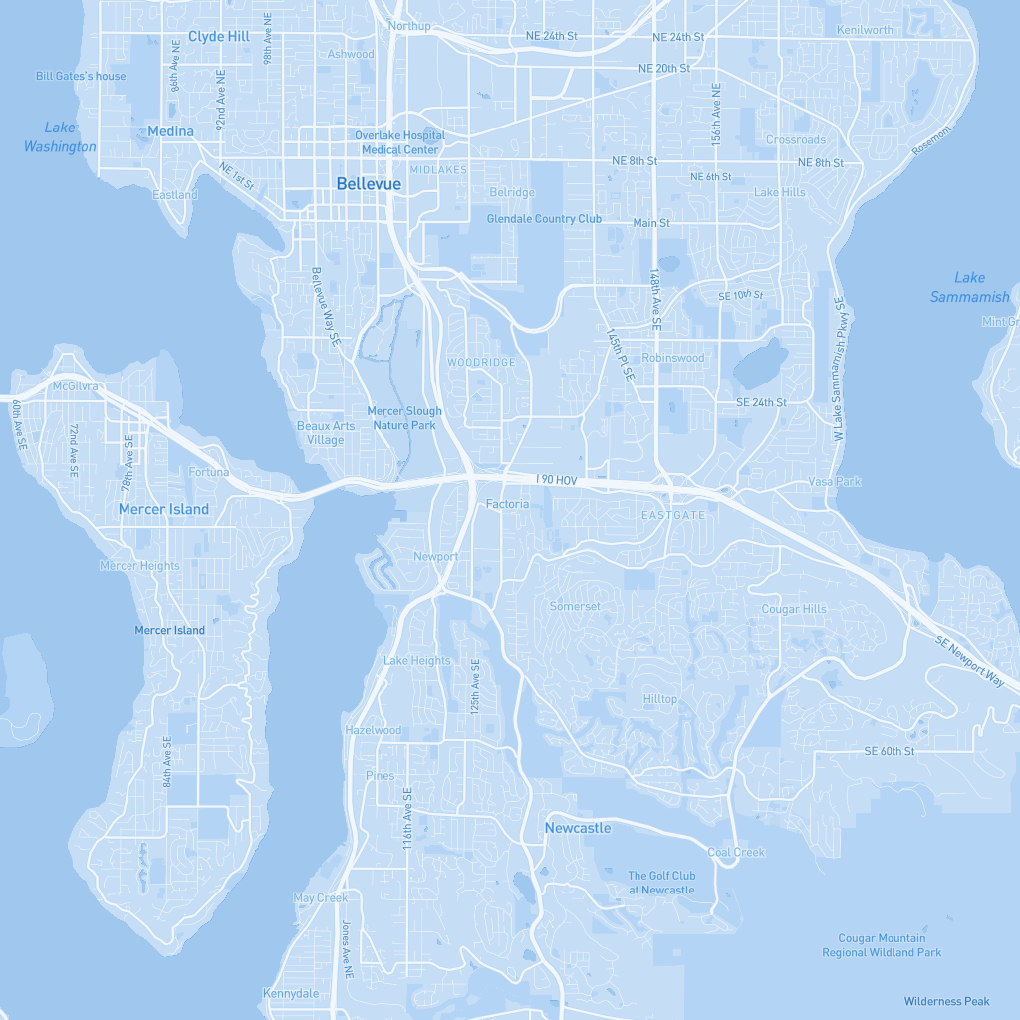 Northup
NE 24th St
NE 24th St
Kenilworth
Clyde Hill
98th Ave NE
Ashwood
86th Ave NE
NE 20th St
Bill Gates's house
92nd Ave NE
156th Ave NE
Lake
Washington
Medina
Overlake Hospital
Medical Center
Crossroads
Rosemont
NE 8th St
NE 8th St
MIDLAKES
NE 1st St
NE 6th St
Bellevue
Eastland
Belridge
Lake Hills
Glendale Country Club
Main St
Lake
Sammamish
Bellevue Way SE
148th Ave SE
SE 10th St
Mint Gr
145th Pl SE
W Lake Sammamish Pkwy SE
WOODRIDGE
Robinswood
McGilvra
60th Ave SE
72nd Ave SE
78th Ave SE
Mercer Slough
Nature Park
SE 24th St
Beaux Arts
Village
Fortuna
I 90 HOV
Vasa Park
Mercer Island
Factoria
EASTGATE
Newport
Mercer Heights
Somerset
Cougar Hills
Mercer Island
SE Newport Way
Lake Heights
125th Ave SE
Hilltop
Hazelwood
SE 60th St
84th Ave SE
Pines
116th Ave SE
Newcastle
Coal Creek
The Golf Club
at Newcastle
May Creek
Jones Ave NE
Cougar Mountain
Regional Wildland Park
Kennydale
Wilderness Peak